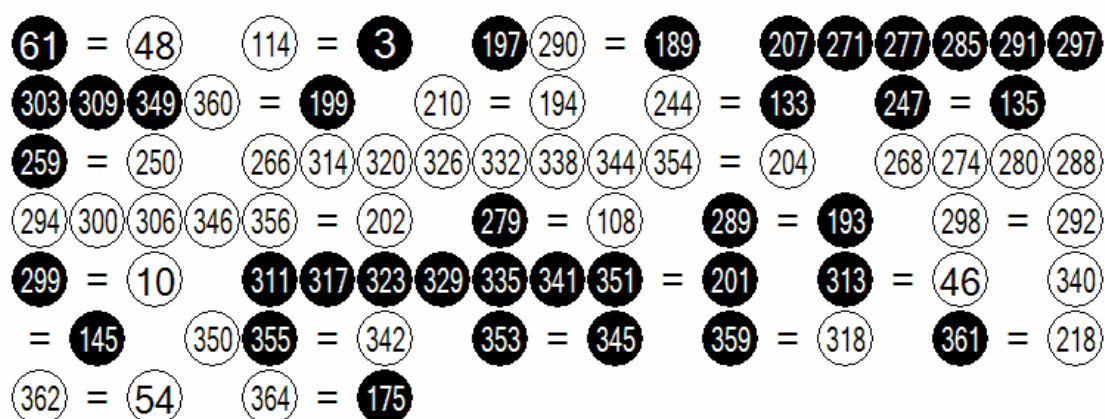 61 = 48 114 = 3 197 290 = 189 207 271 277 285 291 297
303 309 349 360 = 199 210 = 194 244 = 133 247 = 135
259 = 250 266 314 320 326 332 338 344 354 = 204 268 274 280 288
294 300 306 346 356 = 202 279 = 108 289 = 193 298 = 292
299 = 10 311 317 323 329 335 341 351 = 201 313 = 46 340
= 145 350 355 = 342 353 = 345 359 = 318 361 = 218
362 = 54 364 = 175